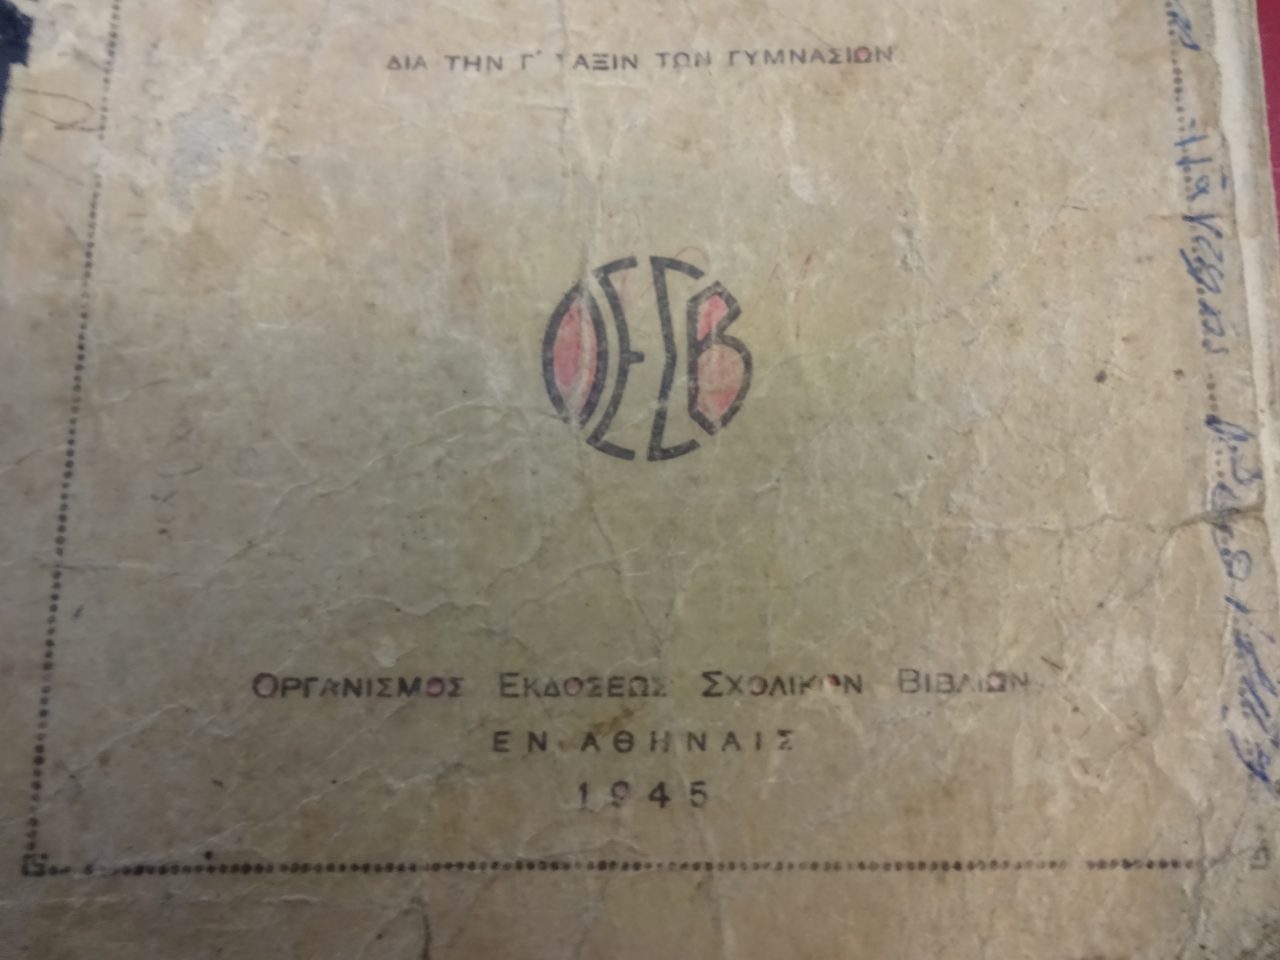 ΔΙΑ ΤΗΝ Γ΄ ΤΑΞΙΝ ΤΩΝ ΓΥΜΝΑΣΙΩΝ
ΟΕΣΒ
ΟΡΓΑΝΙΣΜΟΣ ΕΚΔΟΣΕΩΣ ΣΧΟΛΙΚΩΝ ΒΙΒΛΙΩΝ
ΕΝ ΑΘΗΝΑΙΣ
1945